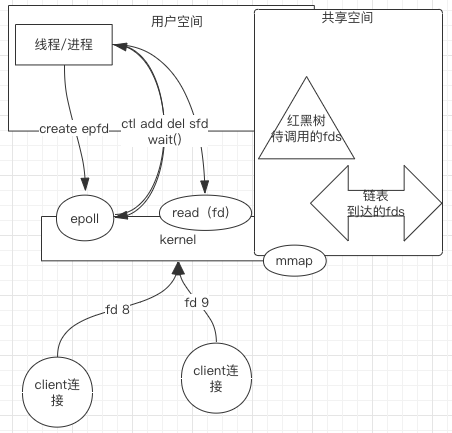 用户空间
共享空间
线程/进程
create epfd
ctl add del sfd
wait()
红黑树
待调用的fds
链表
到达的fds
epoll
read（fd）
kernel
mmap
fd 8
fd 9
client连
接
client连
接